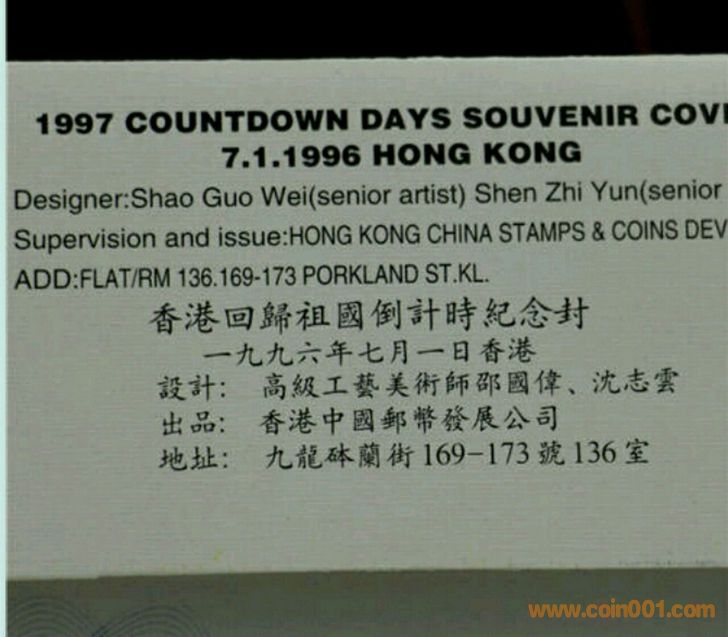 1997 COUNTDOWN DAYS SOUVENIR COV
7.1.1996 HONG KONG
Designer:Shao Guo Wei(senior artist) Shen Zhi Yun(senior
Supervision and issue:HONG KONG CHINA STAMPS & COINS DEV
ADD:FLAT/RM 136.169-173 PORKLAND ST.KL.
香港回歸祖國倒計時紀念封
一九九六年七月一日香港
設計: 高級工藝美術師邵國偉、沈志雲
出品: 香港中國郵幣發展公司
地址: 九龍砵蘭街169-173號136室
www.coin001.com